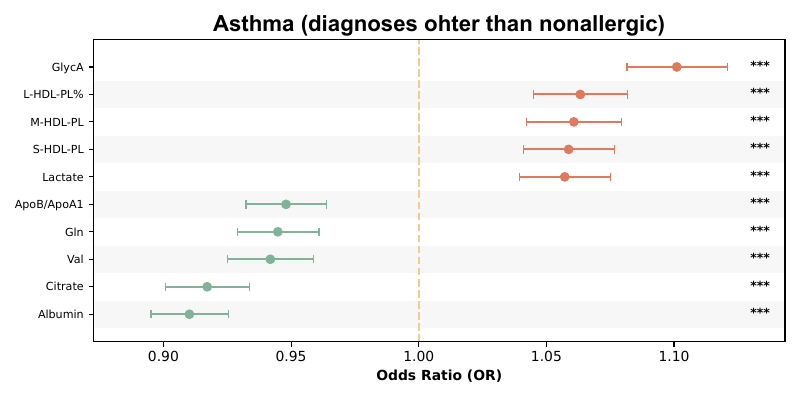 Asthma (diagnoses ohter than nonallergic)
GlycA ***
L-HDL-PL% ***
M-HDL-PL ***
S-HDL-PL ***
Lactate ***
ApoB/ApoA1 ***
Gln ***
Val ***
Citrate ***
Albumin ***
0.90 0.95 1.00 1.05 1.10
Odds Ratio (OR)